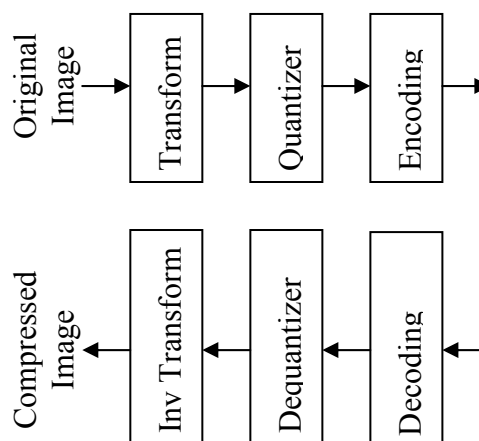 Original
Image
Transform
Quantizer
Encoding
Compressed
Image
Inv Transform
Dequantizer
Decoding